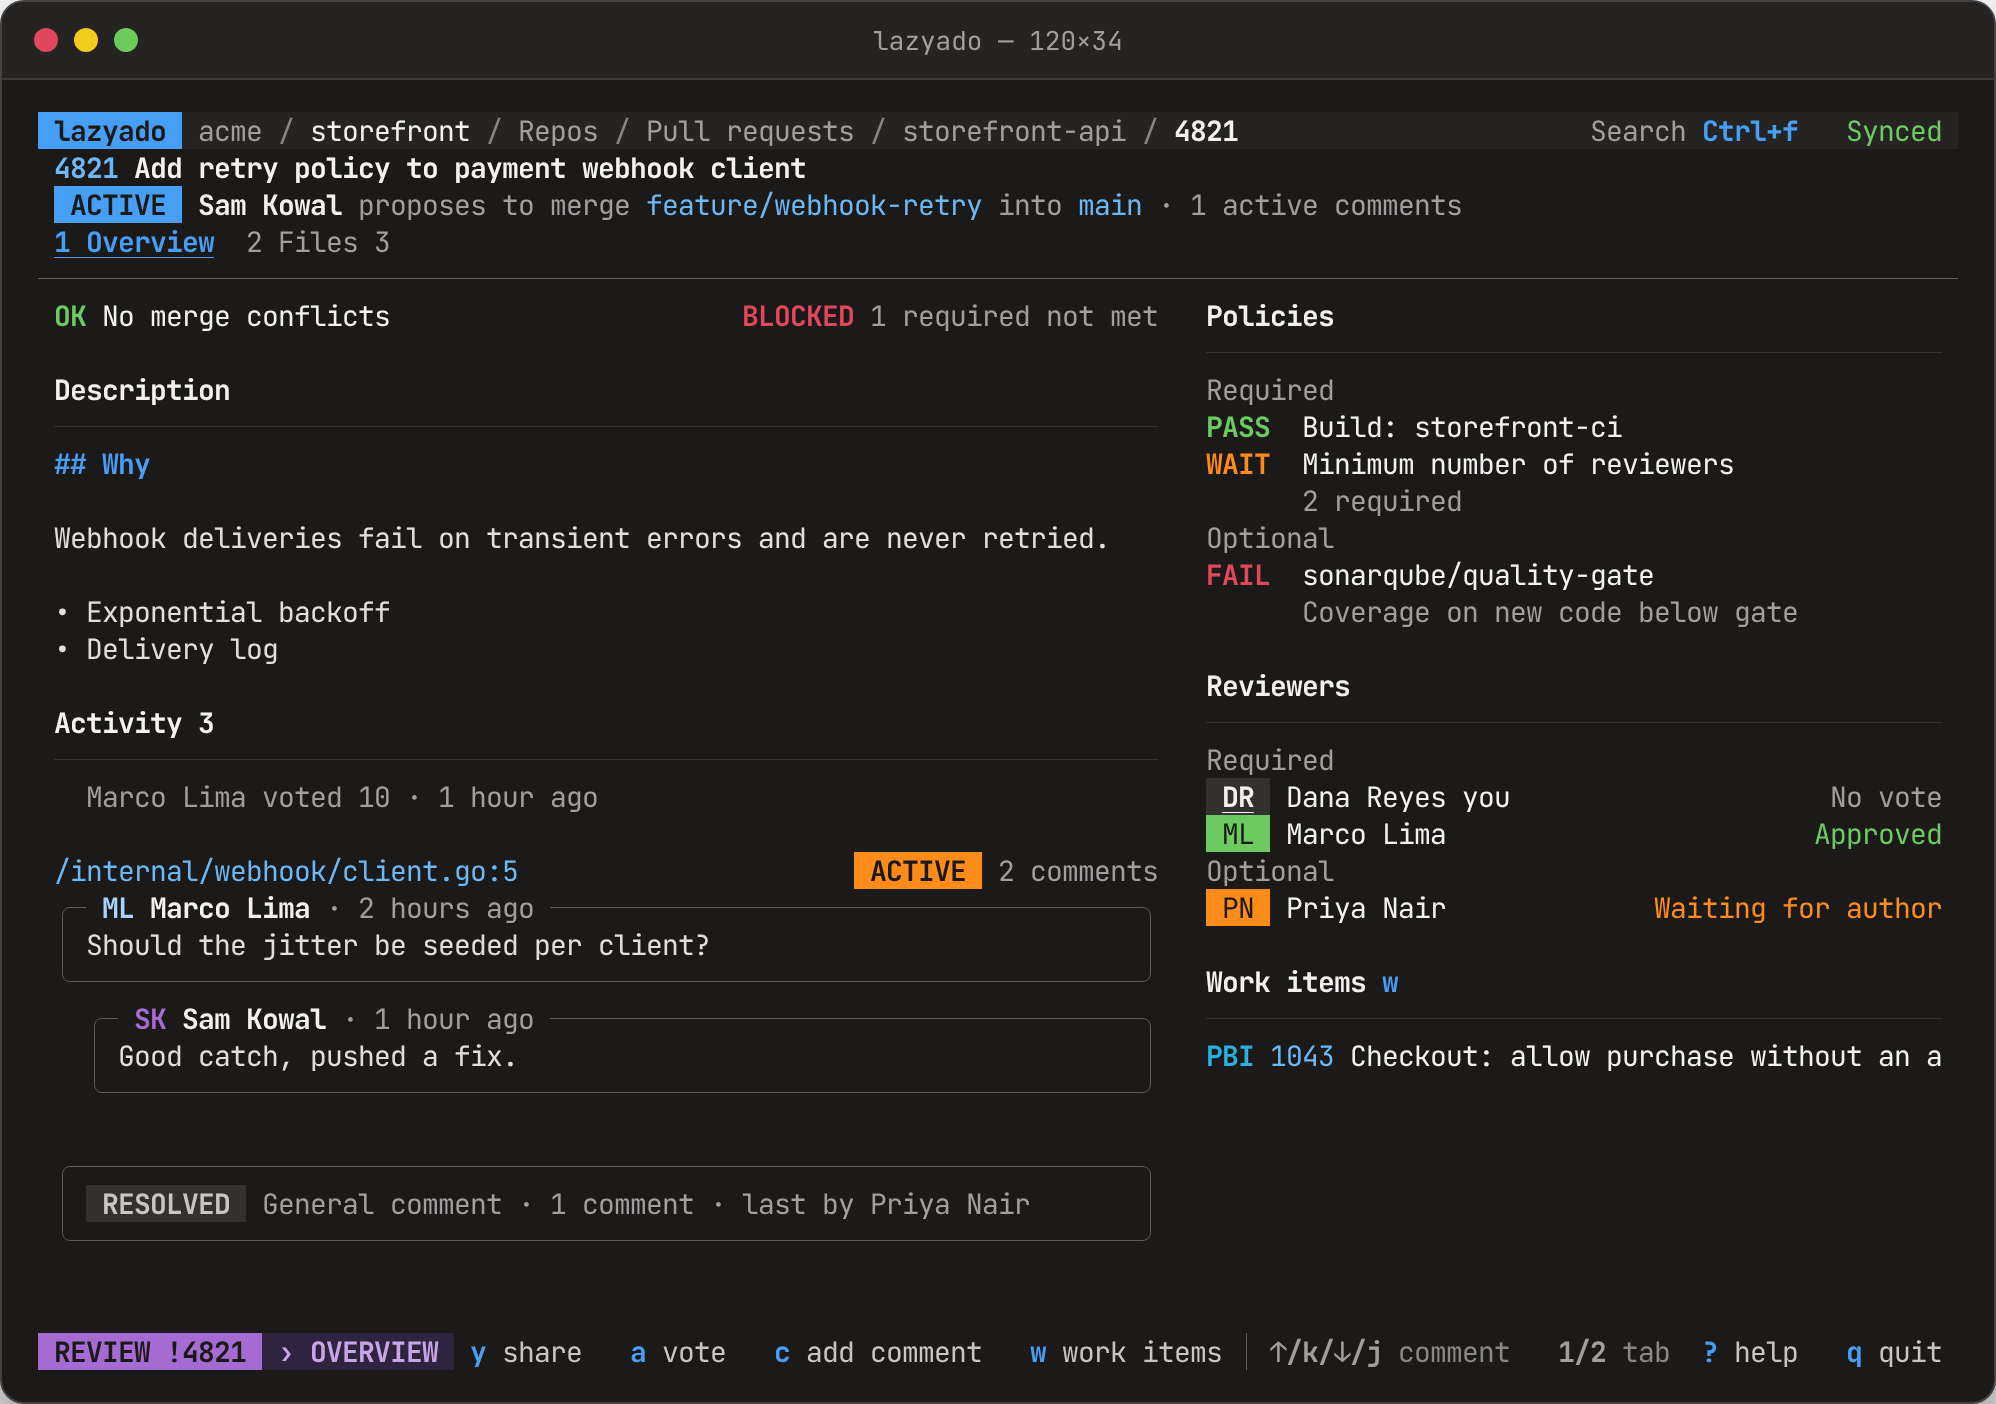 lazyado — 120×34
lazyado acme / storefront / Repos / Pull requests / storefront-api / 4821 Search Ctrl+f Synced
4821 Add retry policy to payment webhook client
ACTIVE Sam Kowal proposes to merge feature/webhook-retry into main · 1 active comments
1 Overview 2 Files 3
OK No merge conflicts BLOCKED 1 required not met
Description
## Why
Webhook deliveries fail on transient errors and are never retried.
• Exponential backoff
• Delivery log
Activity 3
Marco Lima voted 10 · 1 hour ago
/internal/webhook/client.go:5 ACTIVE 2 comments
ML Marco Lima · 2 hours ago
Should the jitter be seeded per client?
SK Sam Kowal · 1 hour ago
Good catch, pushed a fix.
RESOLVED General comment · 1 comment · last by Priya Nair
Policies
Required
PASS Build: storefront-ci
WAIT Minimum number of reviewers
2 required
Optional
FAIL sonarqube/quality-gate
Coverage on new code below gate
Reviewers
Required
DR Dana Reyes you No vote
ML Marco Lima Approved
Optional
PN Priya Nair Waiting for author
Work items w
PBI 1043 Checkout: allow purchase without an a
REVIEW !4821 › OVERVIEW y share a vote c add comment w work items │ ↑/k/↓/j comment 1/2 tab ? help q quit